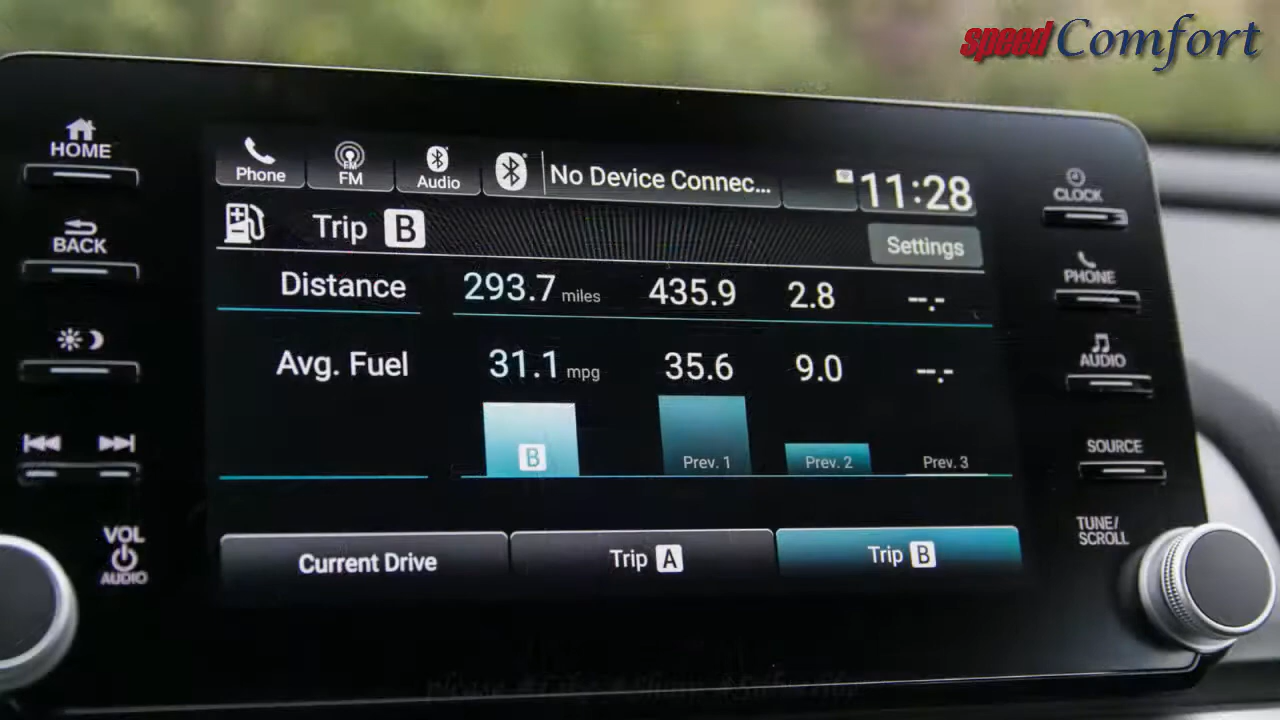 speedComfort
HOME
BACK
VOL
AUDIO
Phone
FM
FM
Audio
No Device Connec...
11:28
Trip B
Settings
Distance 293.7 miles 435.9 2.8 --.-
Avg. Fuel 31.1 mpg 35.6 9.0 --.-
B Prev. 1 Prev. 2 Prev. 3
Current Drive Trip A Trip B
CLOCK
PHONE
AUDIO
SOURCE
TUNE/
SCROLL